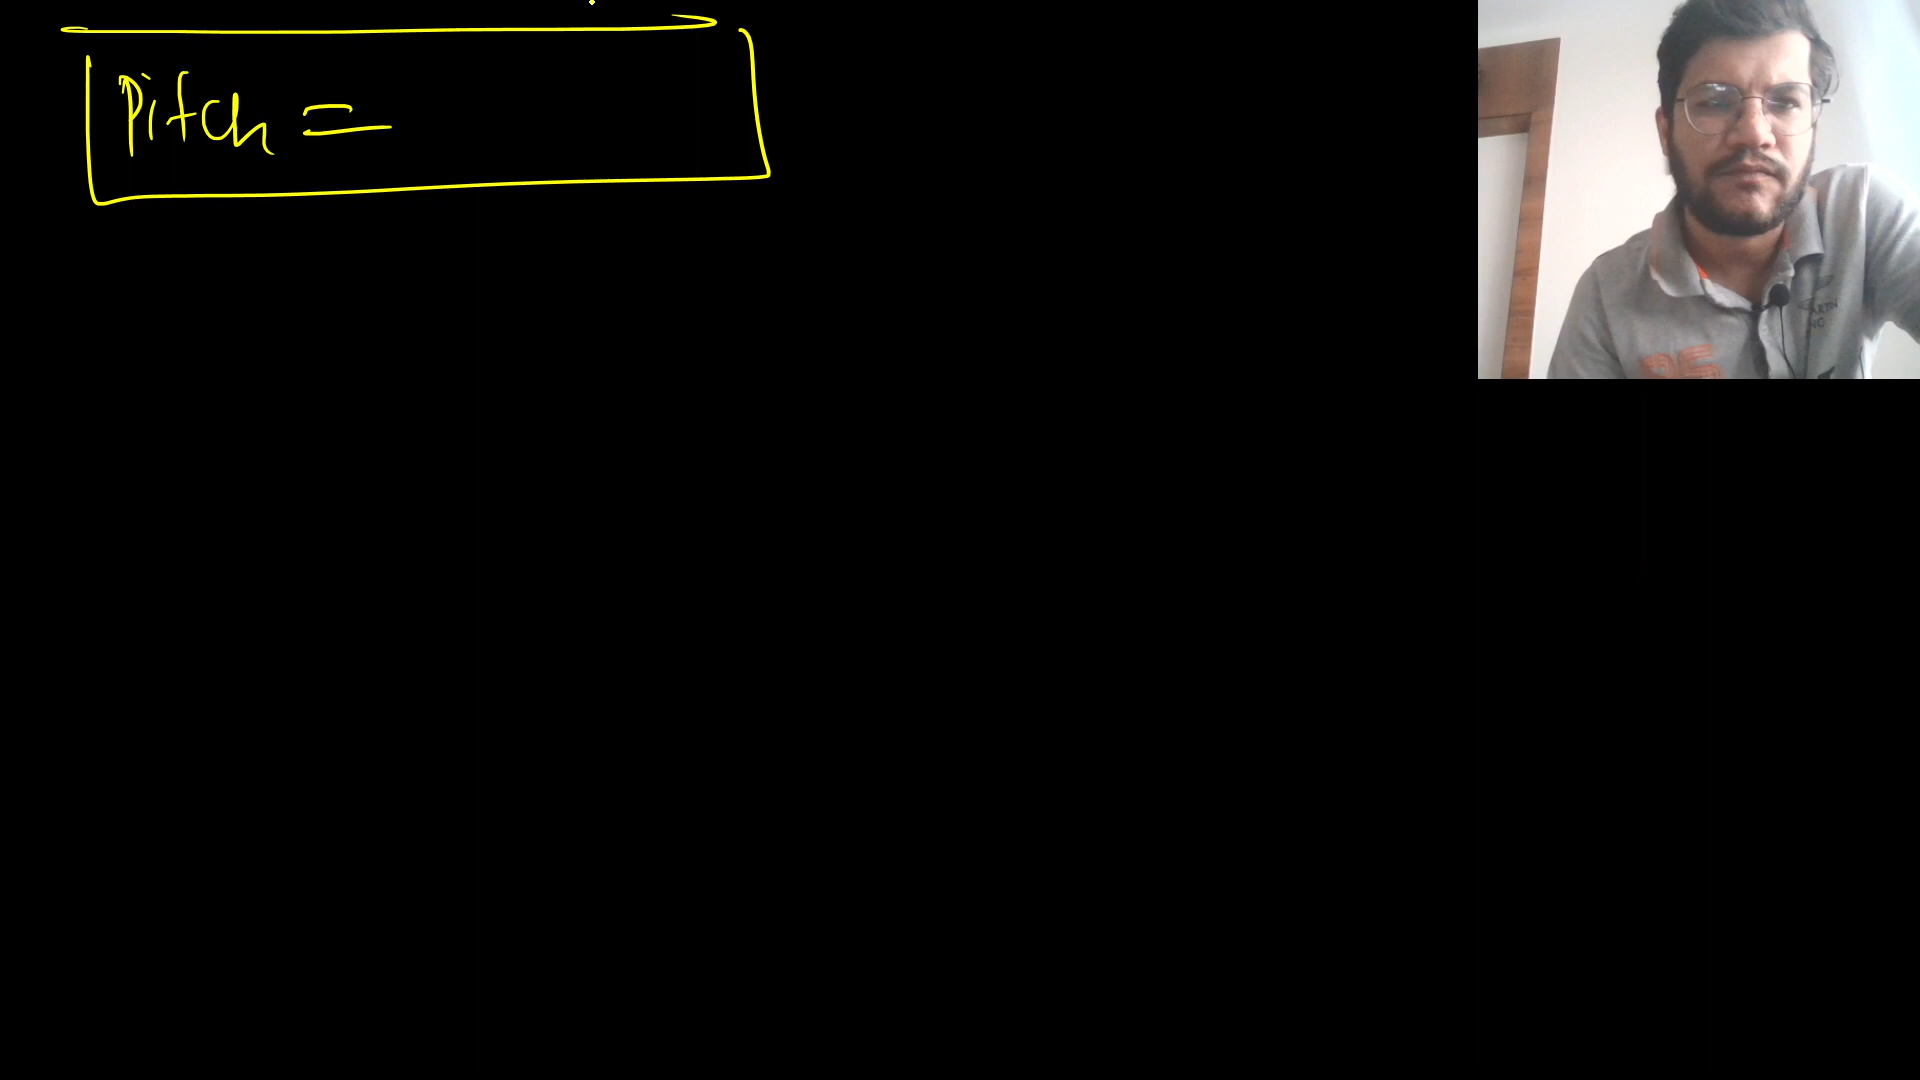 Pitch =